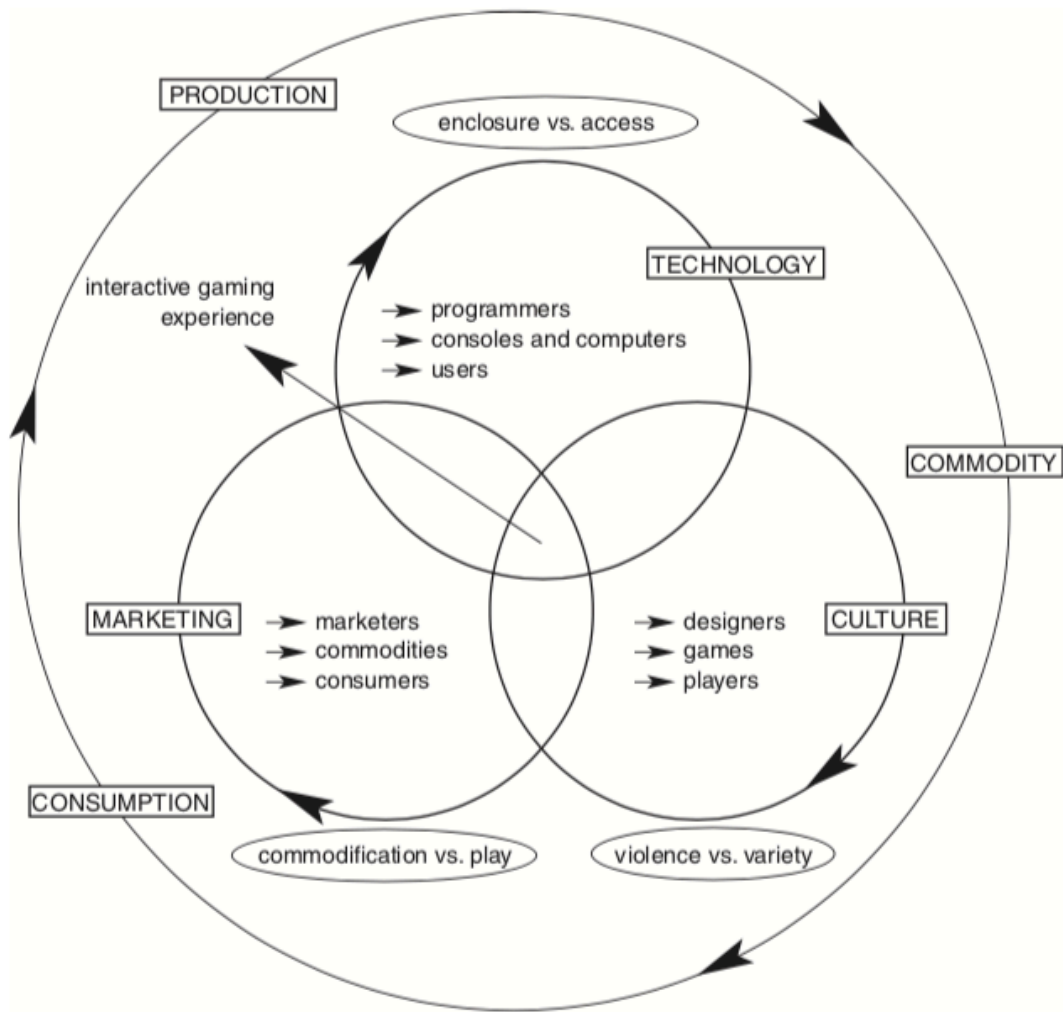 PRODUCTION
enclosure vs. access
TECHNOLOGY
interactive gaming
experience
programmers
consoles and computers
users
COMMODITY
MARKETING
marketers
commodities
consumers
designers
games
players
CULTURE
CONSUMPTION
commodification vs. play
violence vs. variety